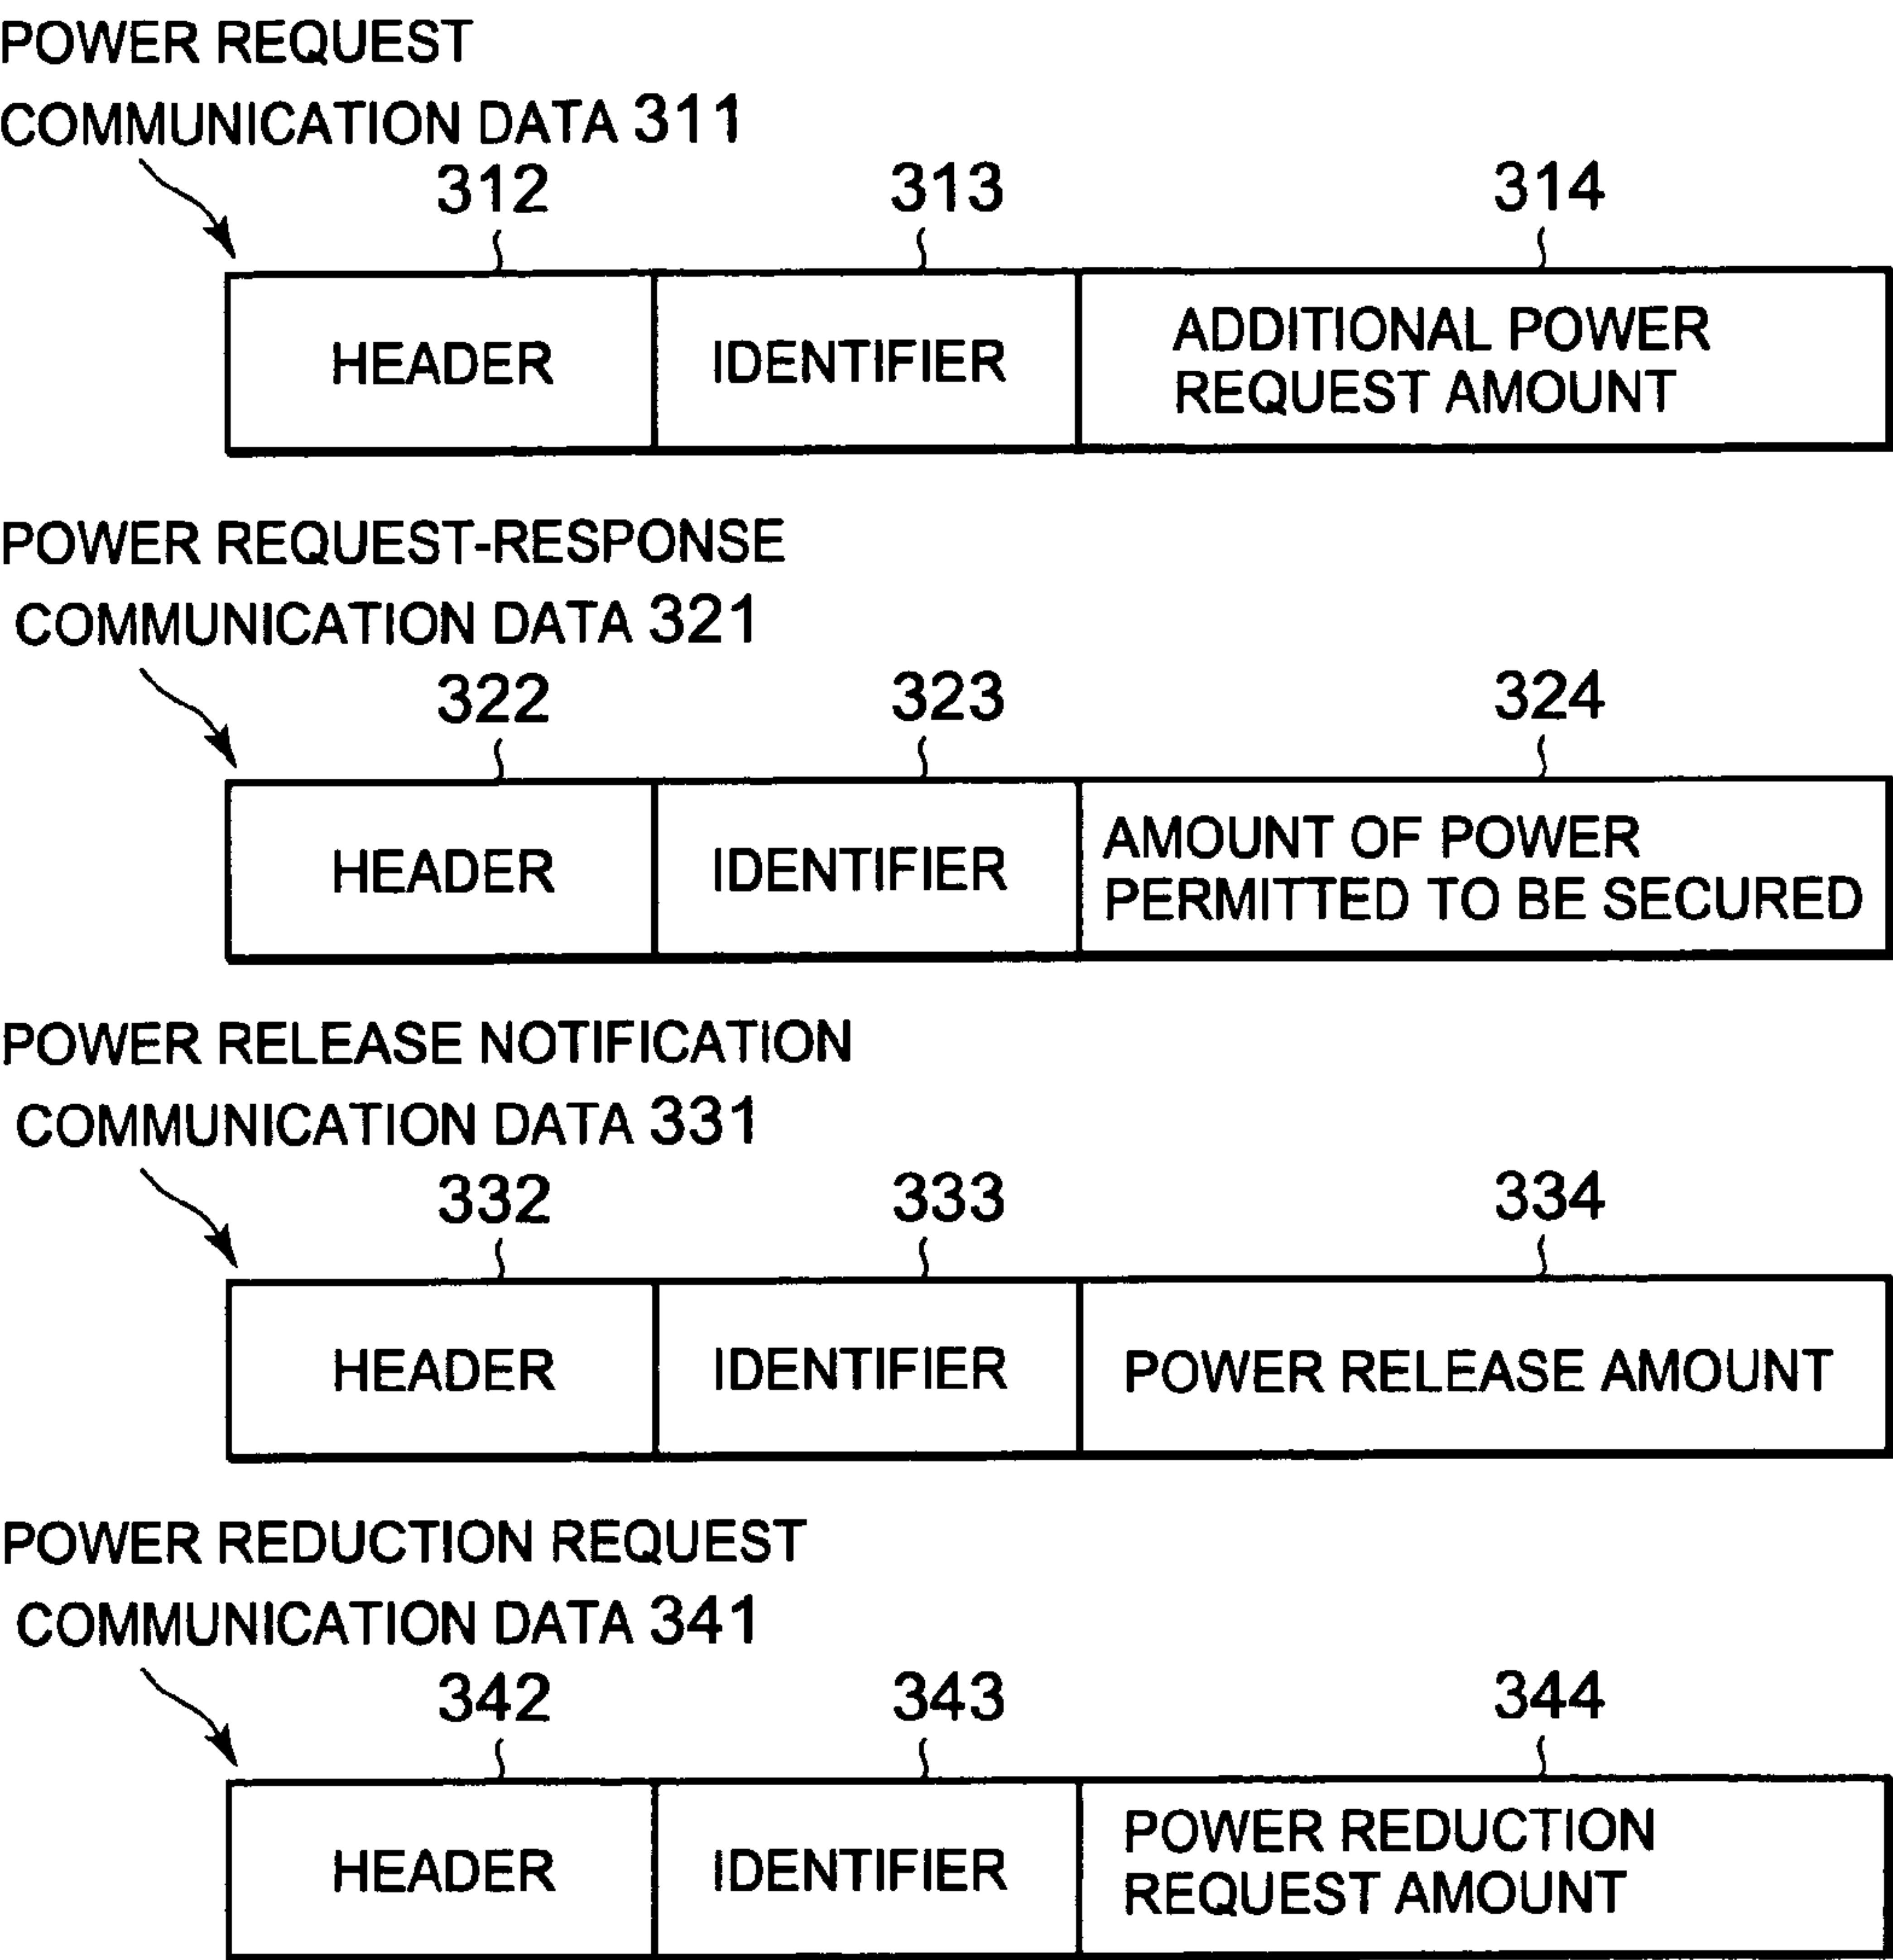 POWER REQUEST
COMMUNICATION DATA 311
312 313 314
HEADER IDENTIFIER ADDITIONAL POWER
REQUEST AMOUNT
POWER REQUEST-RESPONSE
COMMUNICATION DATA 321
322 323 324
HEADER IDENTIFIER AMOUNT OF POWER
PERMITTED TO BE SECURED
POWER RELEASE NOTIFICATION
COMMUNICATION DATA 331
332 333 334
HEADER IDENTIFIER POWER RELEASE AMOUNT
POWER REDUCTION REQUEST
COMMUNICATION DATA 341
342 343 344
HEADER IDENTIFIER POWER REDUCTION
REQUEST AMOUNT